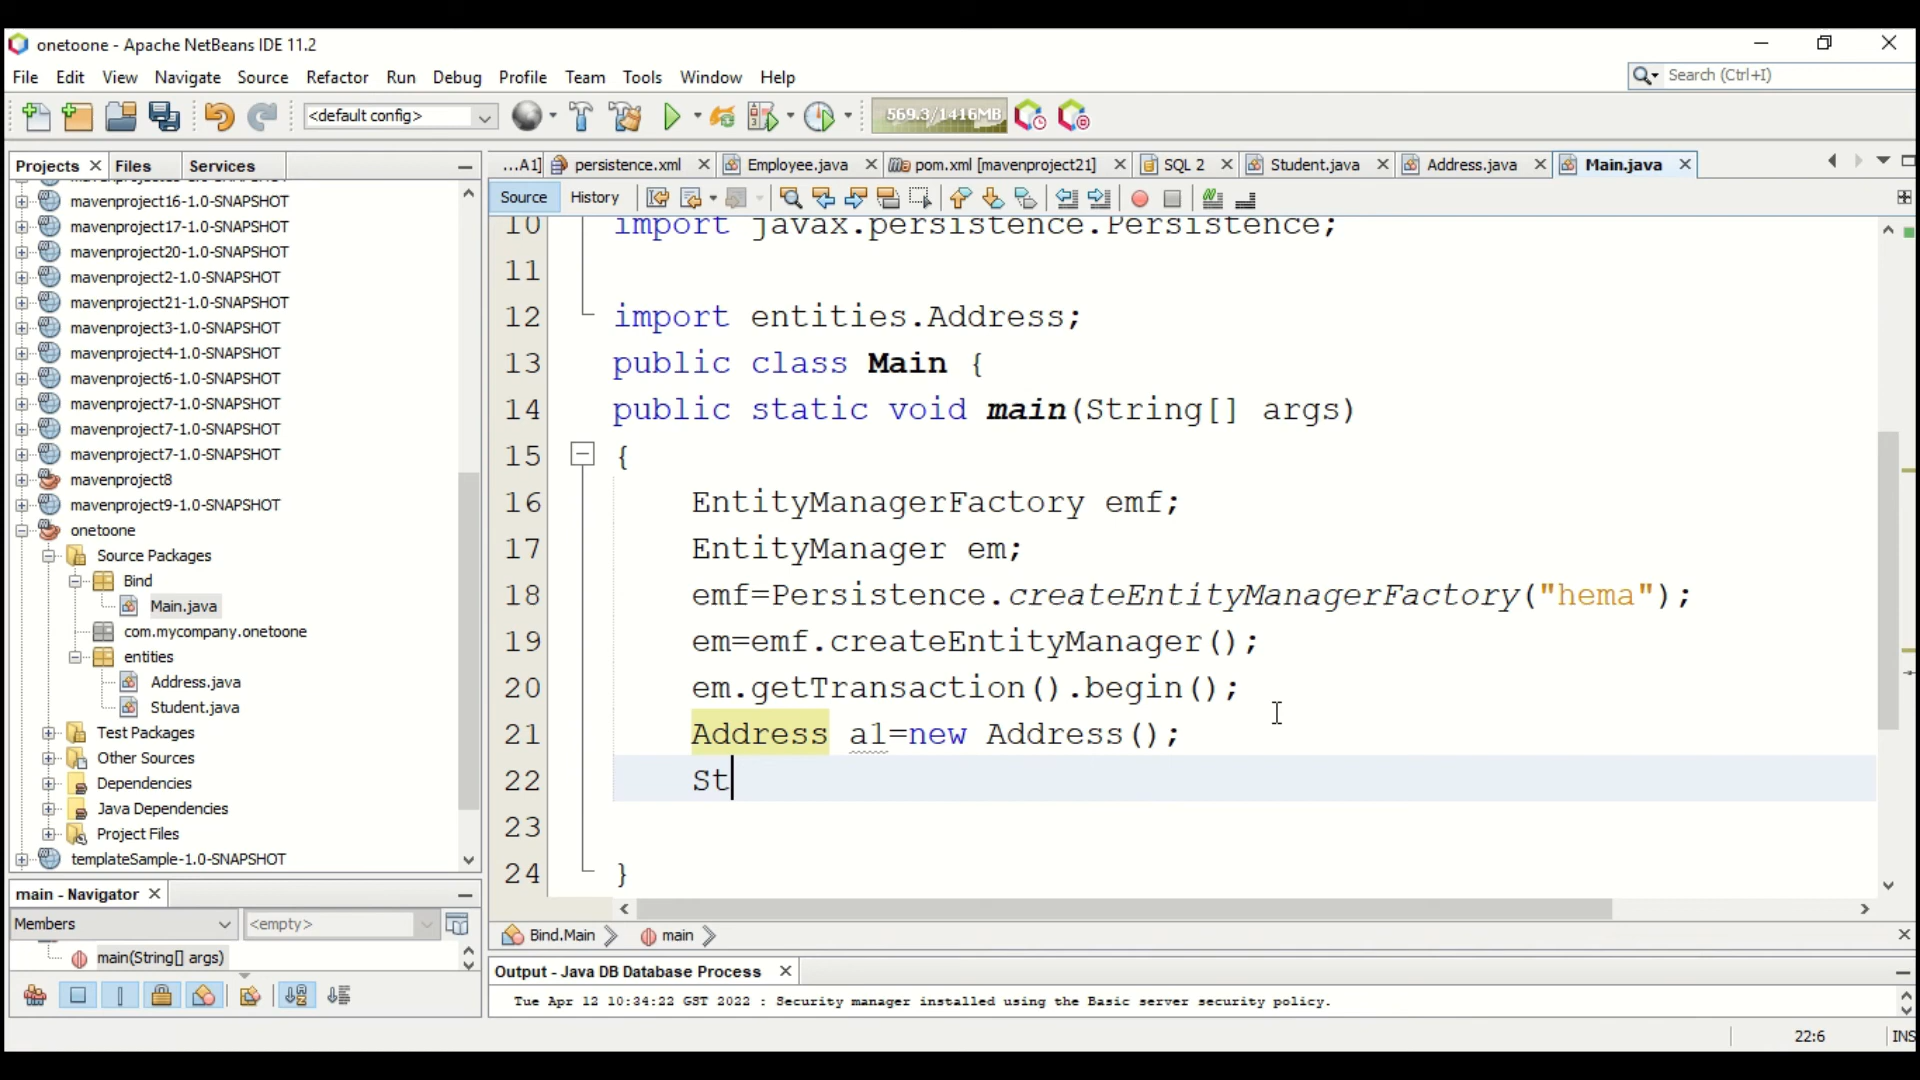 onetoone - Apache NetBeans IDE 11.2
File Edit View Navigate Source Refactor Run Debug Profile Team Tools Window Help
Search (Ctrl+I)
<default config>
569.3/1416MB
Projects Files Services
...A1] persistence.xml Employee.java pom.xml [mavenproject21] SQL 2 Student.java Address.java Main.java
Source History
mavenproject16-1.0-SNAPSHOT
mavenproject17-1.0-SNAPSHOT
mavenproject20-1.0-SNAPSHOT
mavenproject2-1.0-SNAPSHOT
mavenproject21-1.0-SNAPSHOT
mavenproject3-1.0-SNAPSHOT
mavenproject4-1.0-SNAPSHOT
mavenproject6-1.0-SNAPSHOT
mavenproject7-1.0-SNAPSHOT
mavenproject7-1.0-SNAPSHOT
mavenproject7-1.0-SNAPSHOT
mavenproject8
mavenproject9-1.0-SNAPSHOT
onetoone
Source Packages
Bind
Main.java
com.mycompany.onetoone
entities
Address.java
Student.java
Test Packages
Other Sources
Dependencies
Java Dependencies
Project Files
templateSample-1.0-SNAPSHOT
10 import javax.persistence.Persistence;
11
12 import entities.Address;
13 public class Main {
14 public static void main(String[] args)
15 {
16 EntityManagerFactory emf;
17 EntityManager em;
18 emf=Persistence.createEntityManagerFactory("hema");
19 em=emf.createEntityManager();
20 em.getTransaction().begin();
21 Address a1=new Address();
22 St
23
24 }
main - Navigator
Members <empty>
main(String[] args)
Bind.Main main
Output - Java DB Database Process
Tue Apr 12 10:34:22 GST 2022 : Security manager installed using the Basic server security policy.
22:6 INS